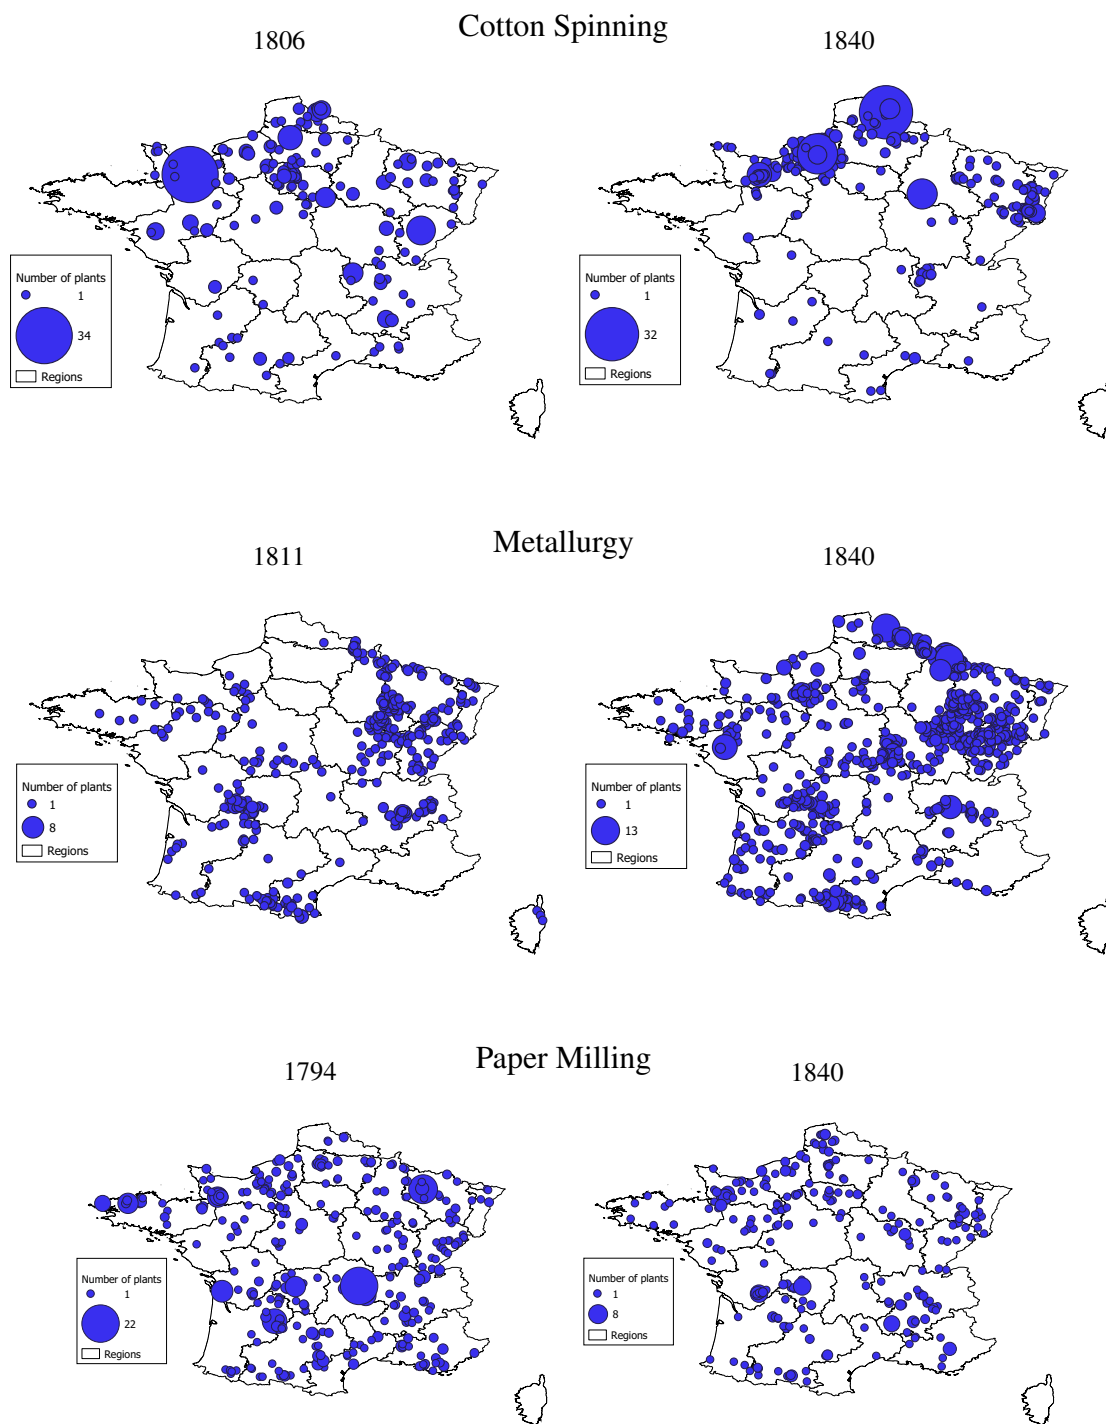 Cotton Spinning
1806
1840
Number of plants
1
34
Regions
Number of plants
1
32
Regions
Metallurgy
1811
1840
Number of plants
1
8
Regions
Number of plants
1
13
Regions
Paper Milling
1794
1840
Number of plants
1
22
Regions
Number of plants
1
8
Regions